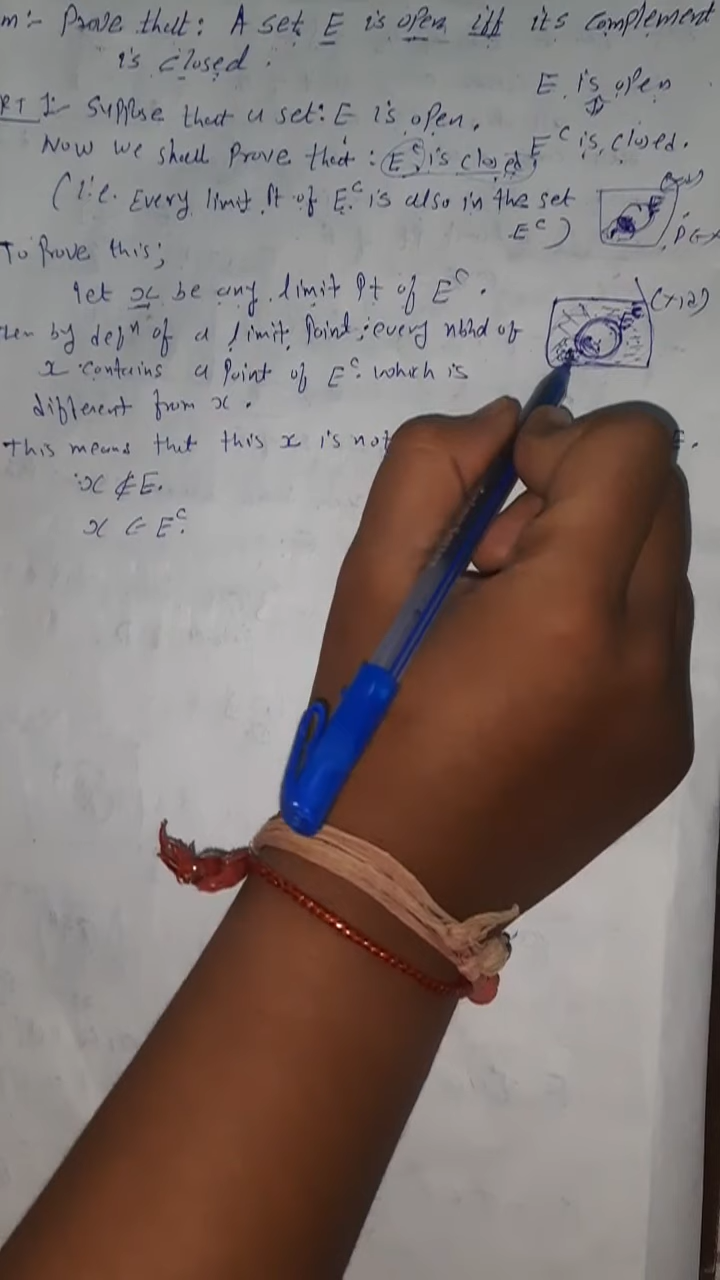 m:- Prove that: A set E is open iff its complement
is closed.
E is open
⇕
E^c is closed.
RT 1:- Suppose that a set: E is open.
Now we shall Prove that: E^c is closed
(i.e. Every limit Pt of E^c is also in the set
E^c)
To Prove this;
let x be any limit Pt of E^c.
by defn of a limit Point; every nbhd of
x contains a Point of E^c which is
different from x.
This means that this x is not
x ∉ E.
x ∈ E^c